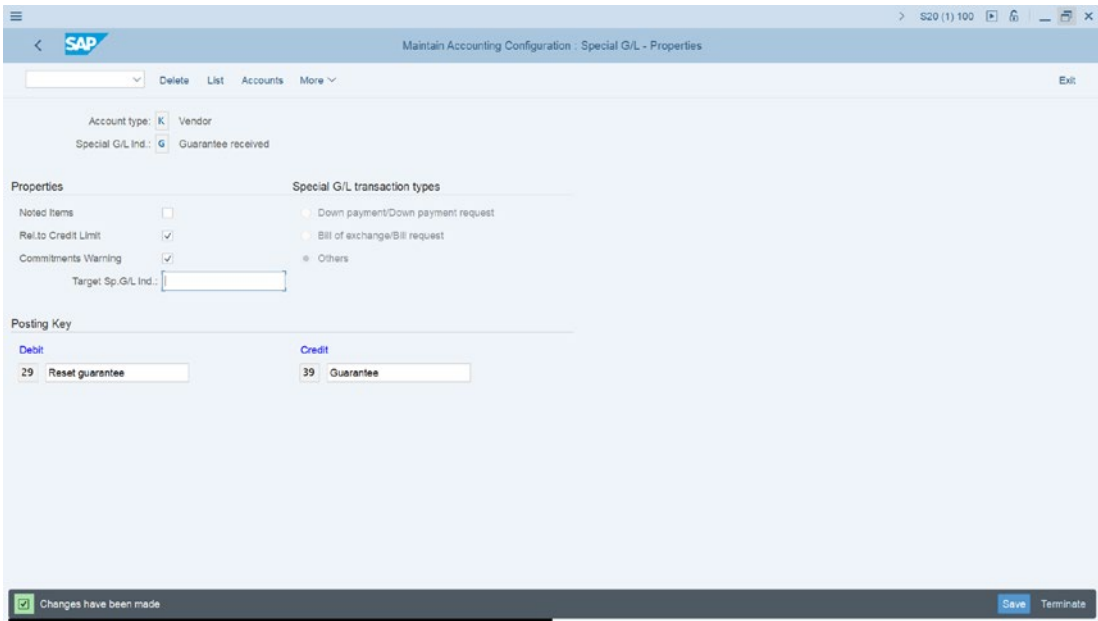 S20 (1) 100
SAP
Maintain Accounting Configuration : Special G/L - Properties
Delete List Accounts More Exit
Account type: K Vendor
Special G/L Ind.: G Guarantee received
Properties Special G/L transaction types
Noted Items Down payment/Down payment request
Rel.to Credit Limit Bill of exchange/Bill request
Commitments Warning Others
Target Sp.G/L Ind.:
Posting Key
Debit Credit
29 Reset guarantee 39 Guarantee
Changes have been made Save Terminate